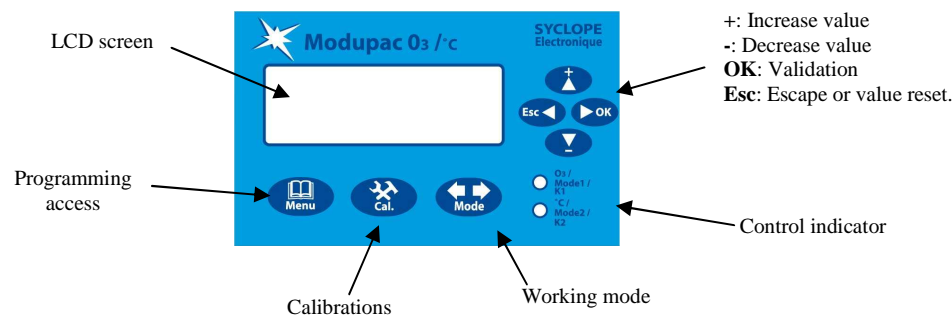 LCD screen
Modupac O3 /°c
SYCLOPE
Electronique
+: Increase value
-: Decrease value
OK: Validation
Esc: Escape or value reset.
+
Esc
OK
-
Programming
access
Menu
Cal.
Mode
O3 /
Mode1 /
K1
°C /
Mode2 /
K2
Control indicator
Calibrations
Working mode